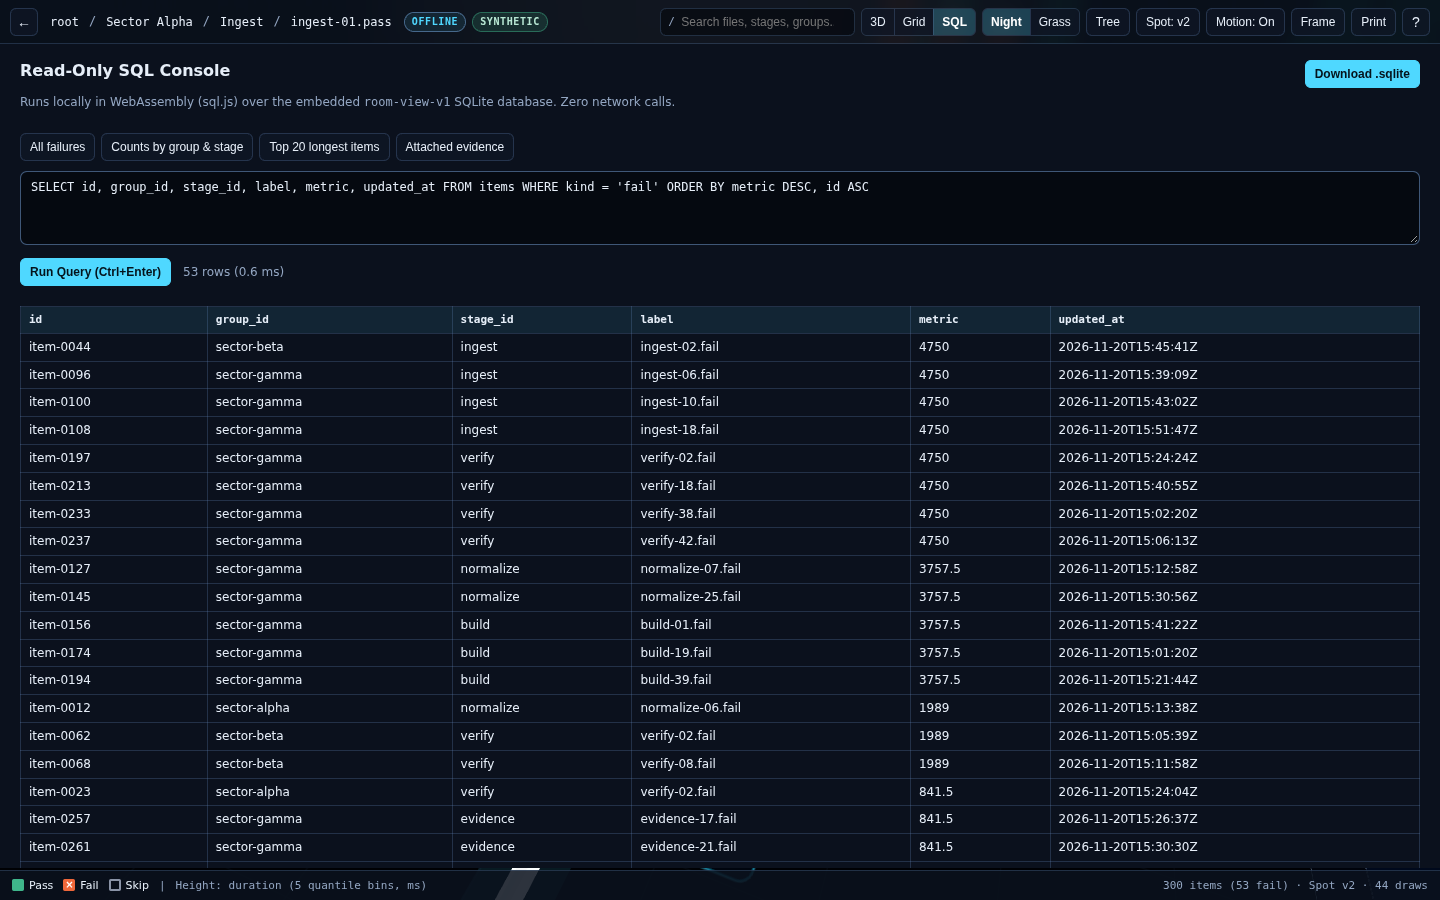 ← root / Sector Alpha / Ingest / ingest-01.pass OFFLINE SYNTHETIC / Search files, stages, groups. 3D Grid SQL Night Grass Tree Spot: v2 Motion: On Frame Print ?
Read-Only SQL Console
Download .sqlite
Runs locally in WebAssembly (sql.js) over the embedded room-view-v1 SQLite database. Zero network calls.
All failures Counts by group & stage Top 20 longest items Attached evidence
SELECT id, group_id, stage_id, label, metric, updated_at FROM items WHERE kind = 'fail' ORDER BY metric DESC, id ASC
Run Query (Ctrl+Enter) 53 rows (0.6 ms)
id group_id stage_id label metric updated_at
item-0044 sector-beta ingest ingest-02.fail 4750 2026-11-20T15:45:41Z
item-0096 sector-gamma ingest ingest-06.fail 4750 2026-11-20T15:39:09Z
item-0100 sector-gamma ingest ingest-10.fail 4750 2026-11-20T15:43:02Z
item-0108 sector-gamma ingest ingest-18.fail 4750 2026-11-20T15:51:47Z
item-0197 sector-gamma verify verify-02.fail 4750 2026-11-20T15:24:24Z
item-0213 sector-gamma verify verify-18.fail 4750 2026-11-20T15:40:55Z
item-0233 sector-gamma verify verify-38.fail 4750 2026-11-20T15:02:20Z
item-0237 sector-gamma verify verify-42.fail 4750 2026-11-20T15:06:13Z
item-0127 sector-gamma normalize normalize-07.fail 3757.5 2026-11-20T15:12:58Z
item-0145 sector-gamma normalize normalize-25.fail 3757.5 2026-11-20T15:30:56Z
item-0156 sector-gamma build build-01.fail 3757.5 2026-11-20T15:41:22Z
item-0174 sector-gamma build build-19.fail 3757.5 2026-11-20T15:01:20Z
item-0194 sector-gamma build build-39.fail 3757.5 2026-11-20T15:21:44Z
item-0012 sector-alpha normalize normalize-06.fail 1989 2026-11-20T15:13:38Z
item-0062 sector-beta verify verify-02.fail 1989 2026-11-20T15:05:39Z
item-0068 sector-beta verify verify-08.fail 1989 2026-11-20T15:11:58Z
item-0023 sector-alpha verify verify-02.fail 841.5 2026-11-20T15:24:04Z
item-0257 sector-gamma evidence evidence-17.fail 841.5 2026-11-20T15:26:37Z
item-0261 sector-gamma evidence evidence-21.fail 841.5 2026-11-20T15:30:30Z
Pass Fail Skip | Height: duration (5 quantile bins, ms) 300 items (53 fail) · Spot v2 · 44 draws